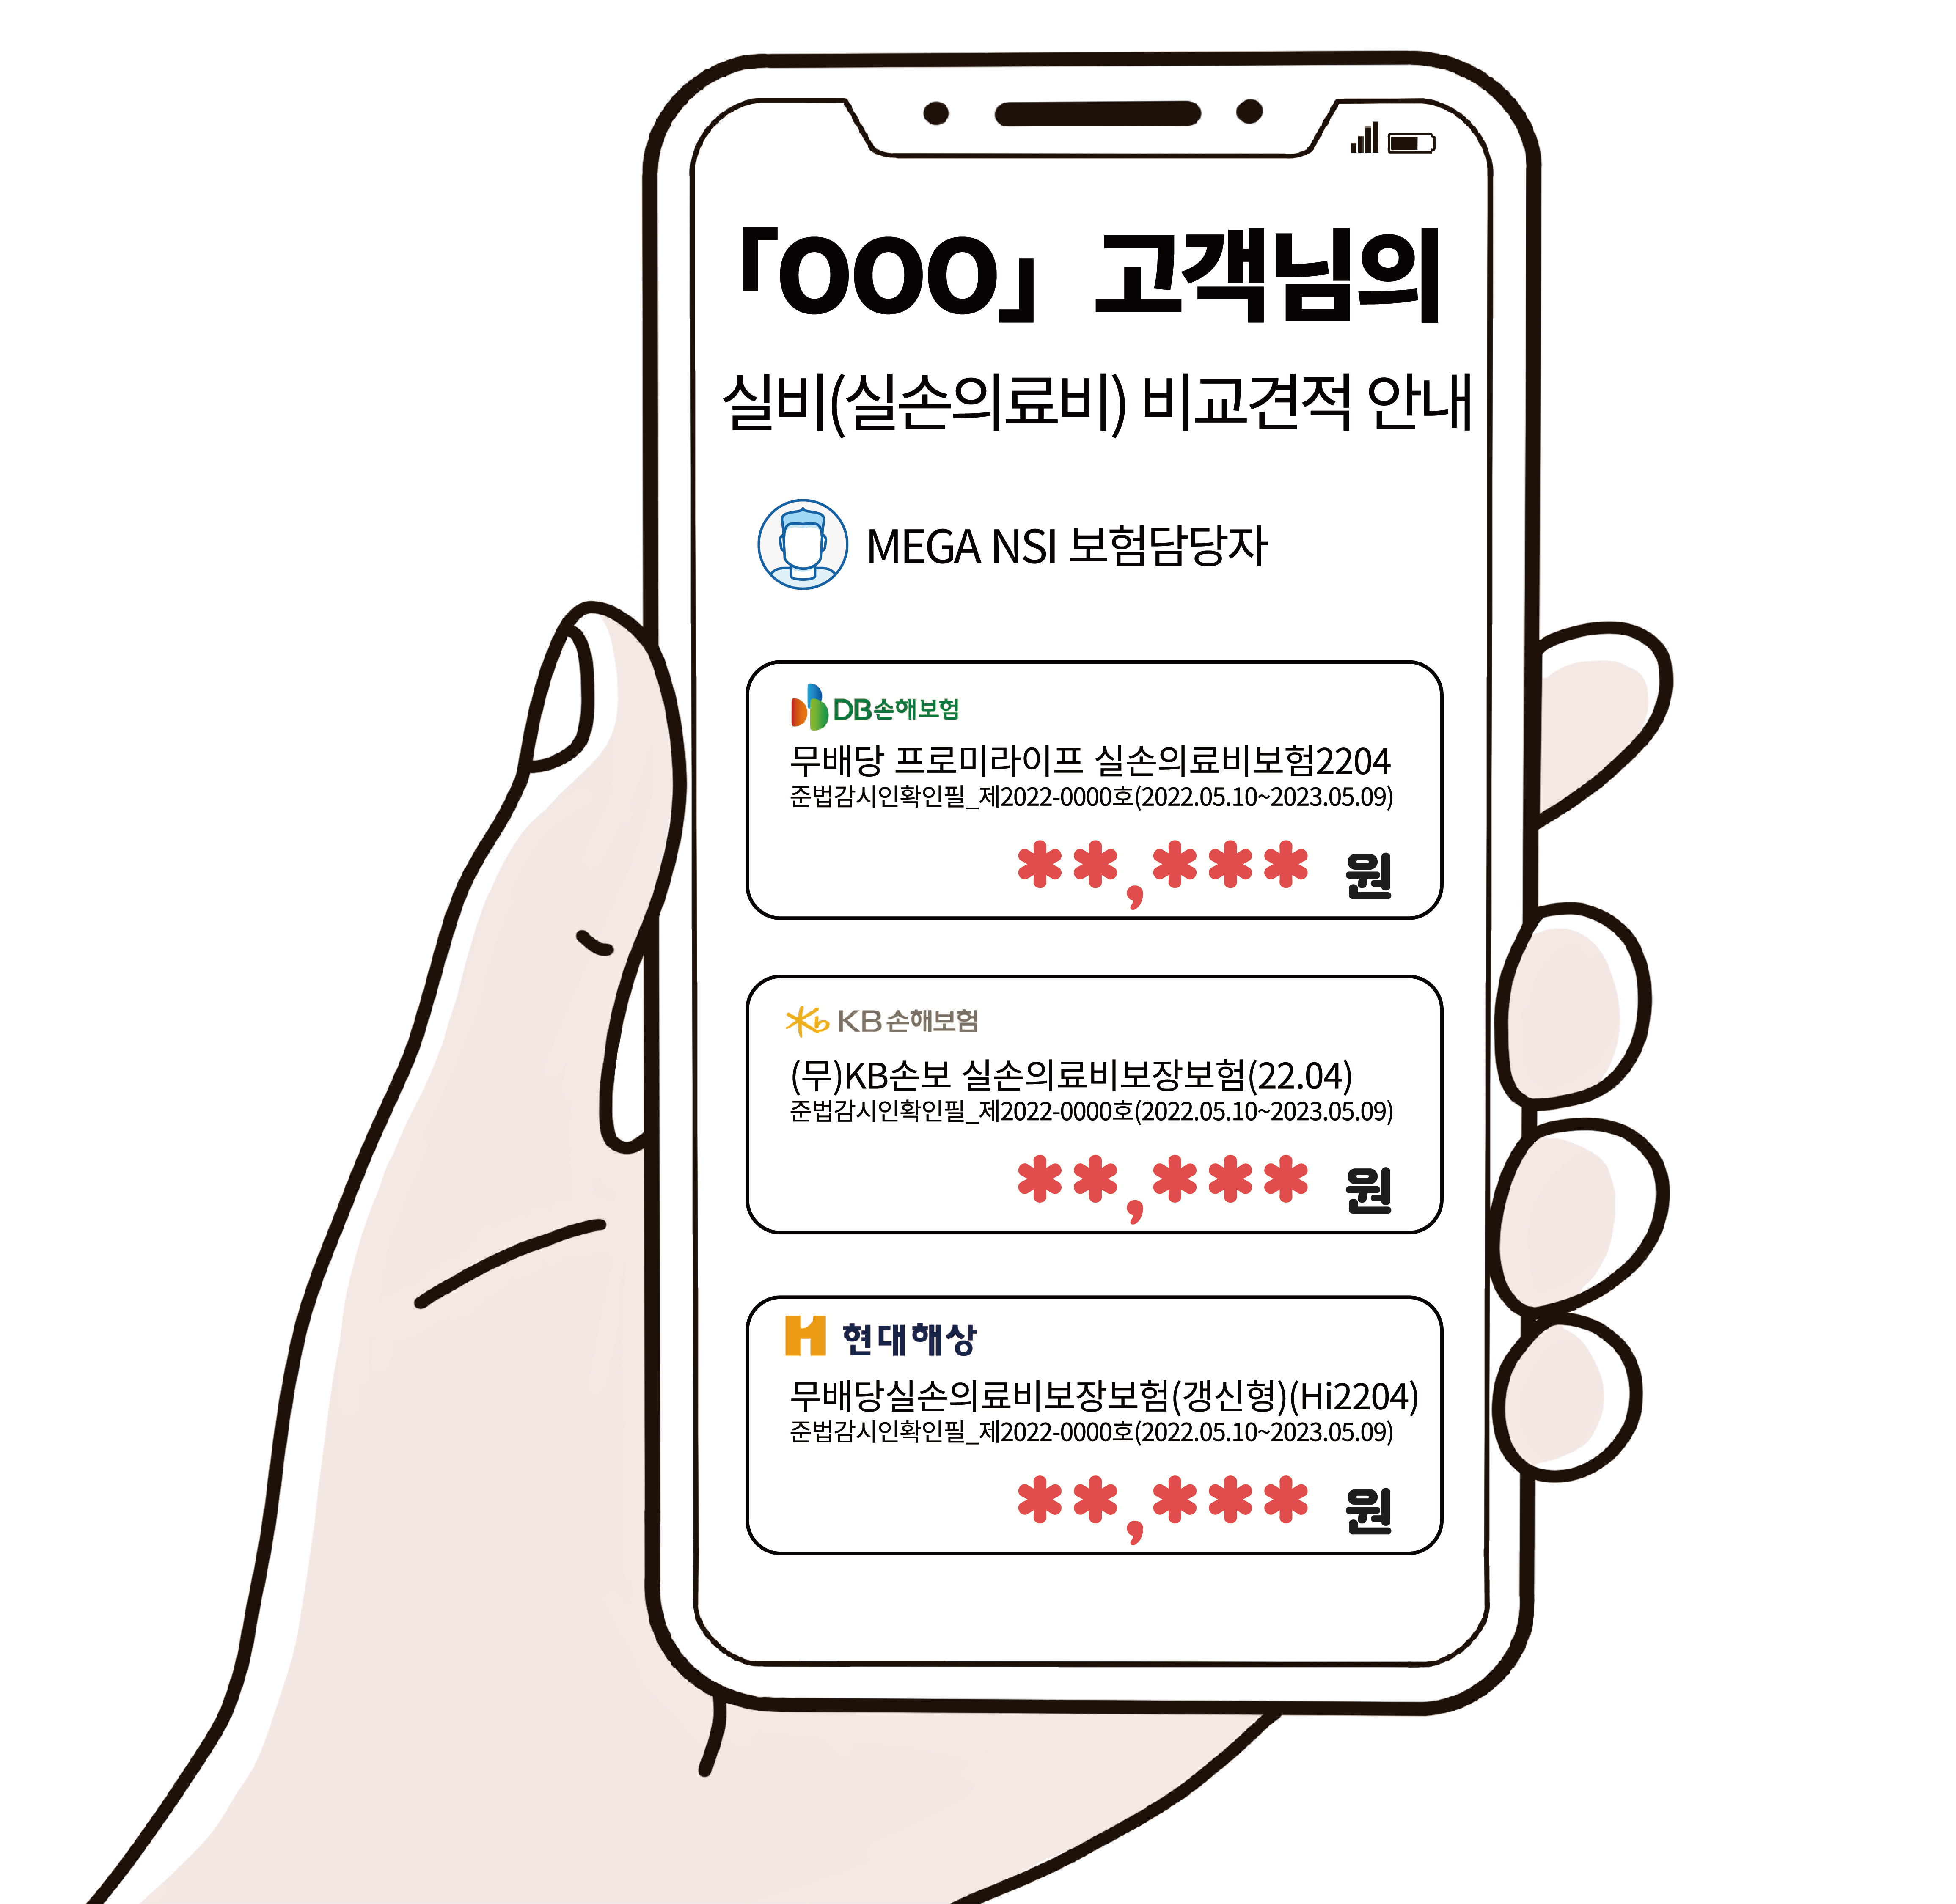 「OOO」 고객님의
실비(실손의료비) 비교견적 안내
MEGA NSI 보험담당자
DB손해보험
무배당 프로미라이프 실손의료비보험2204
준법감시인확인필_제2022-0000호(2022.05.10~2023.05.09)
**,*** 원
KB손해보험
(무)KB손보 실손의료비보장보험(22.04)
준법감시인확인필_제2022-0000호(2022.05.10~2023.05.09)
**,*** 원
현대해상
무배당실손의료비보장보험(갱신형)(Hi2204)
준법감시인확인필_제2022-0000호(2022.05.10~2023.05.09)
**,*** 원